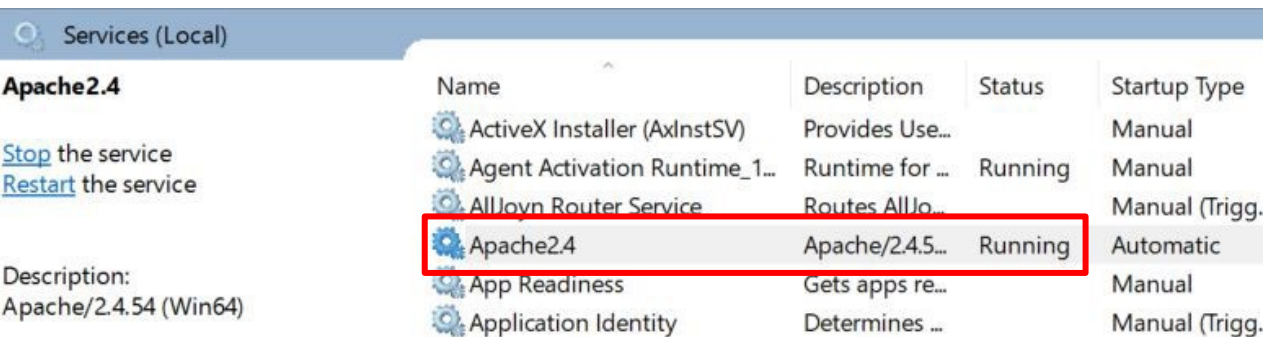 Services (Local)
Apache2.4
Stop the service
Restart the service
Description:
Apache/2.4.54 (Win64)
Name Description Status Startup Type
ActiveX Installer (AxInstSV) Provides Use... Manual
Agent Activation Runtime_1... Runtime for ... Running Manual
AllJoyn Router Service Routes AllJo... Manual (Trigg.
Apache2.4 Apache/2.4.5... Running Automatic
App Readiness Gets apps re... Manual
Application Identity Determines ... Manual (Trigg.